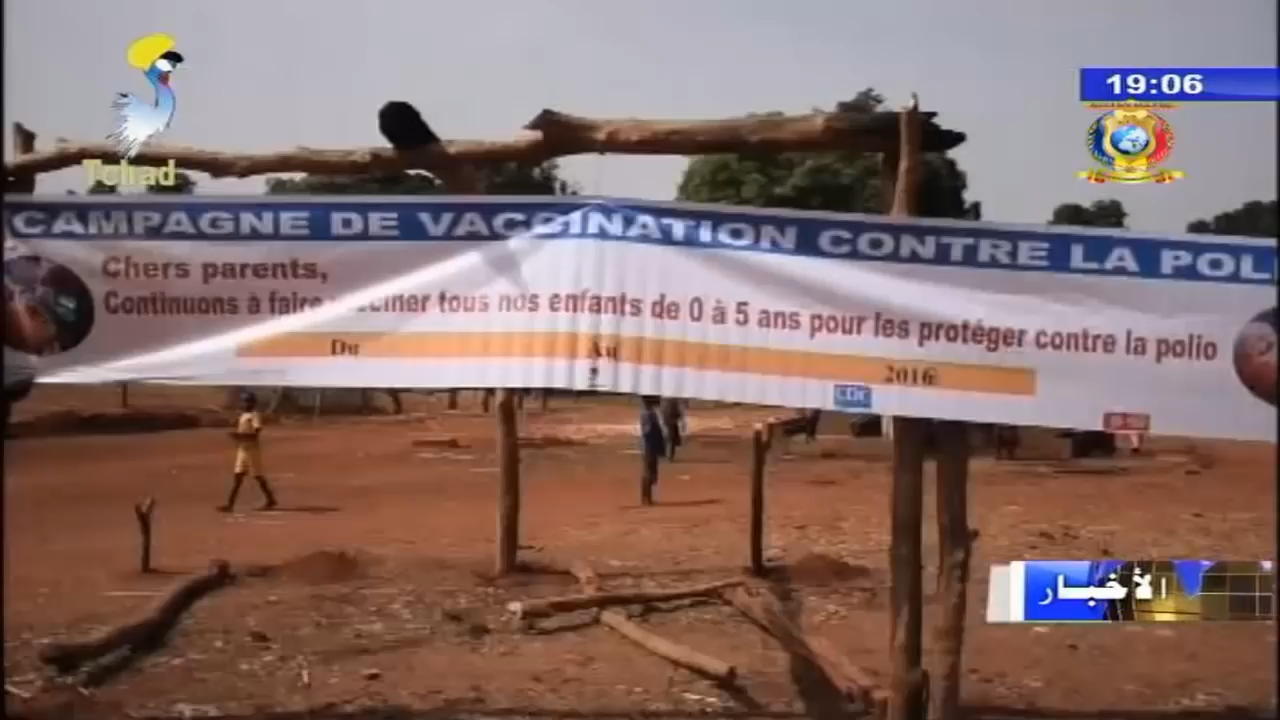 19:06
Tchad
CAMPAGNE DE VACCINATION CONTRE LA POL
Chers parents,
Continuons à faire vacciner tous nos enfants de 0 à 5 ans pour les protéger contre la polio
Du Au 2016
CDC
الأخبار